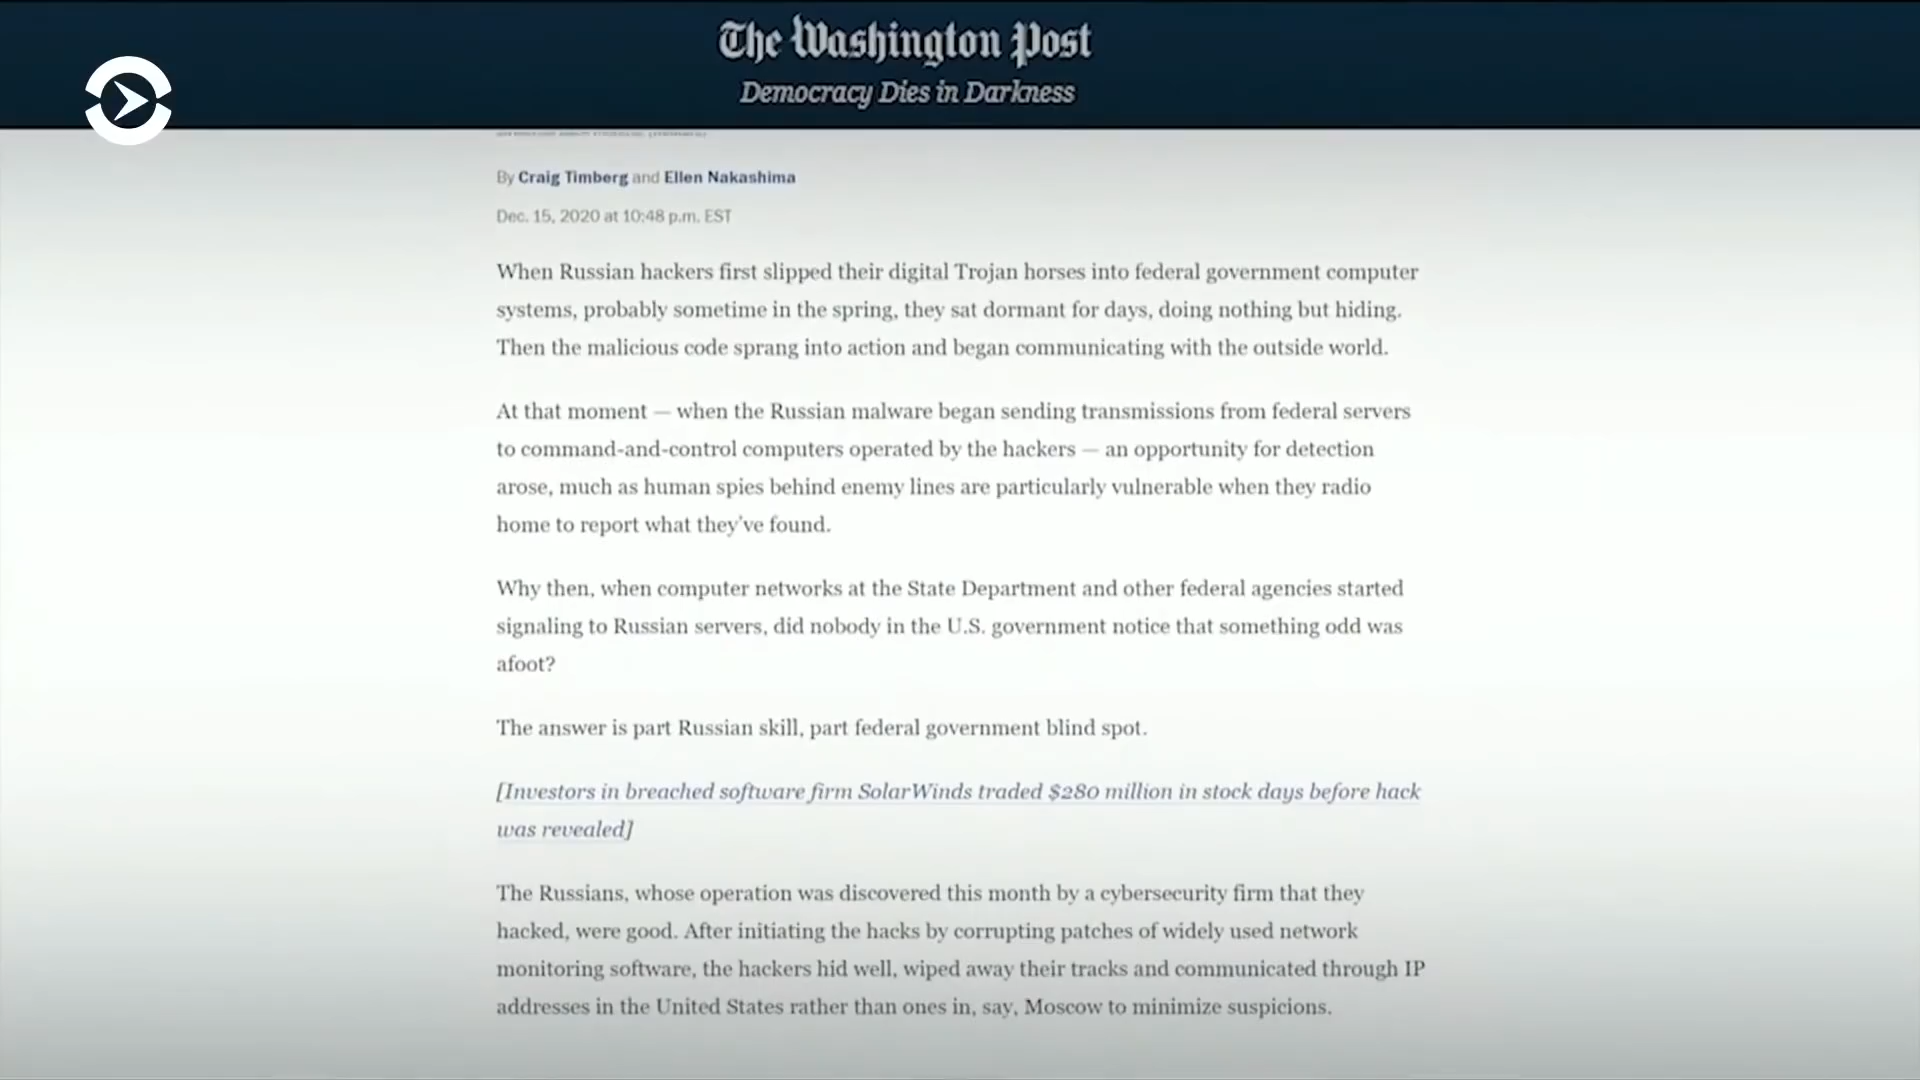 The Washington Post
Democracy Dies in Darkness
By Craig Timberg and Ellen Nakashima
Dec. 15, 2020 at 10:48 p.m. EST
When Russian hackers first slipped their digital Trojan horses into federal government computer
systems, probably sometime in the spring, they sat dormant for days, doing nothing but hiding.
Then the malicious code sprang into action and began communicating with the outside world.
At that moment — when the Russian malware began sending transmissions from federal servers
to command-and-control computers operated by the hackers — an opportunity for detection
arose, much as human spies behind enemy lines are particularly vulnerable when they radio
home to report what they've found.
Why then, when computer networks at the State Department and other federal agencies started
signaling to Russian servers, did nobody in the U.S. government notice that something odd was
afoot?
The answer is part Russian skill, part federal government blind spot.
[Investors in breached software firm SolarWinds traded $280 million in stock days before hack
was revealed]
The Russians, whose operation was discovered this month by a cybersecurity firm that they
hacked, were good. After initiating the hacks by corrupting patches of widely used network
monitoring software, the hackers hid well, wiped away their tracks and communicated through IP
addresses in the United States rather than ones in, say, Moscow to minimize suspicions.